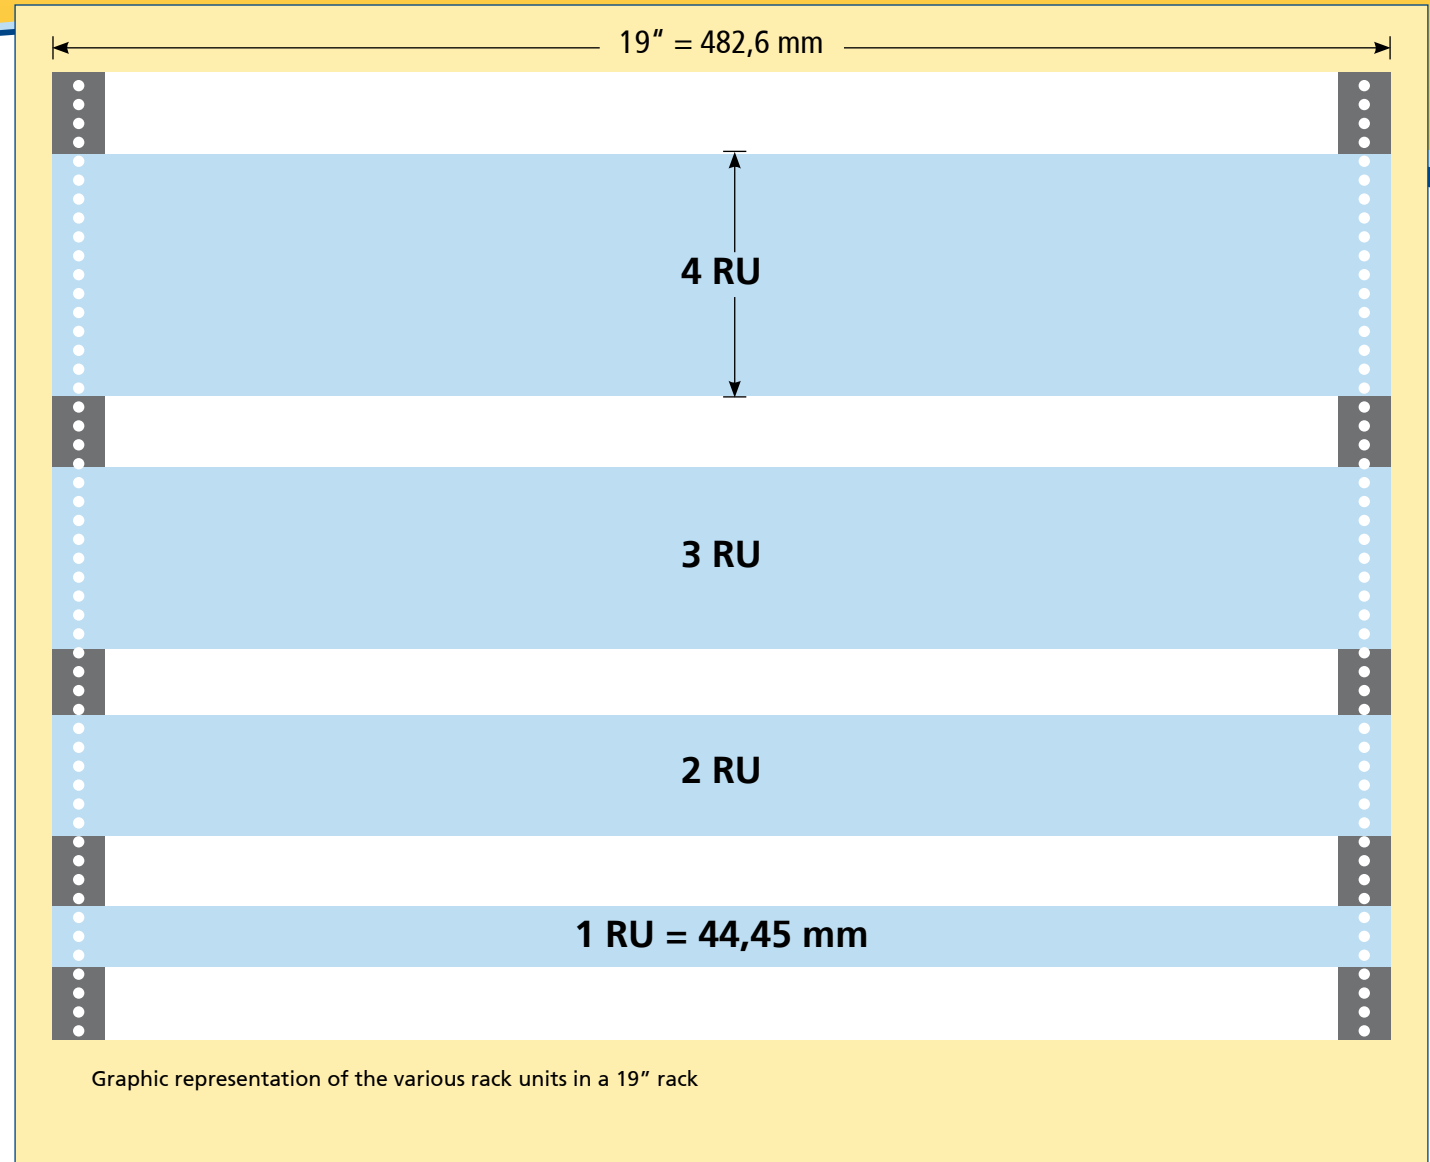 19" = 482,6 mm
4 RU
3 RU
2 RU
1 RU = 44,45 mm
Graphic representation of the various rack units in a 19” rack